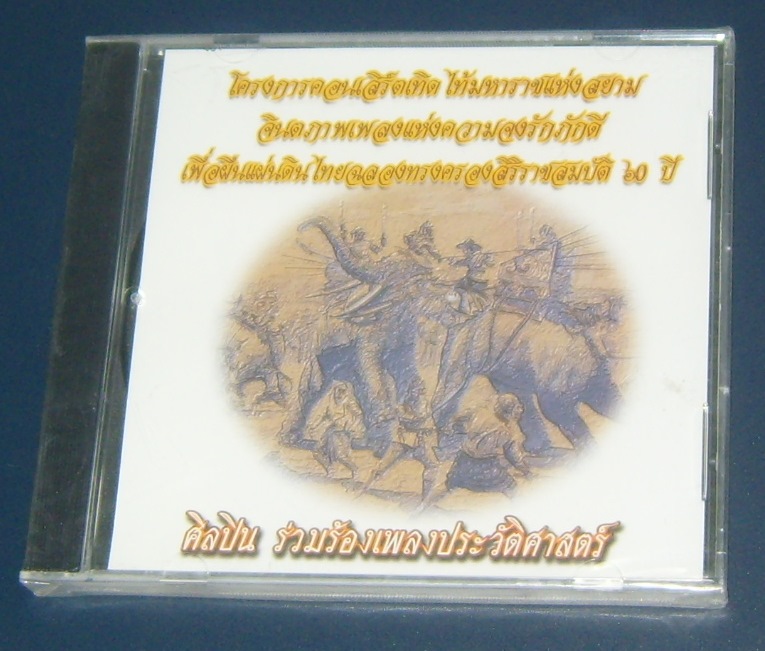 โครงการคอนเสิร์ตเทิดไท้มหาราชแห่งสยาม
จินตภาพเพลงแห่งความจงรักภักดี
เพื่อผืนแผ่นดินไทยฉลองทรงครองสิริราชสมบัติ ๖๐ ปี
ศิลปิน ร่วมร้องเพลงประวัติศาสตร์